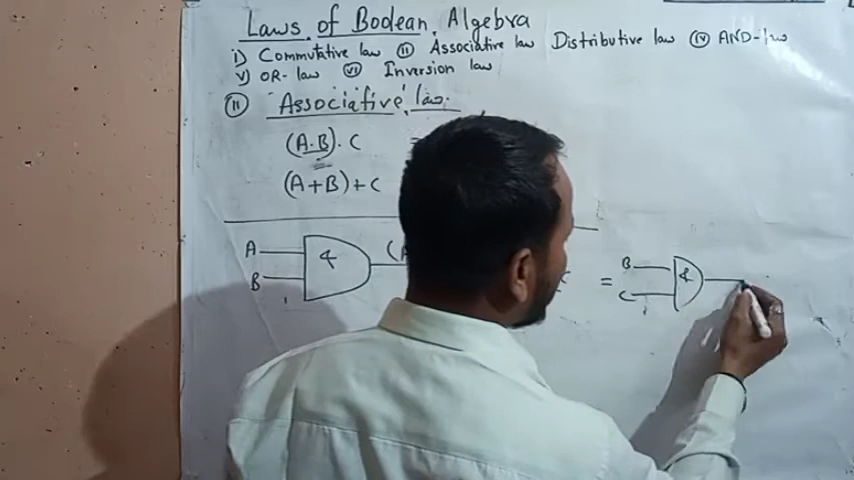 Laws of Boolean Algebra
i) Commutative law (ii) Associative law Distributive law (iv) AND-law
v) OR-law (vi) Inversion law
(ii) Associative law.
(A.B).C
(A+B)+C
A
B
&
(A
= B
C
&